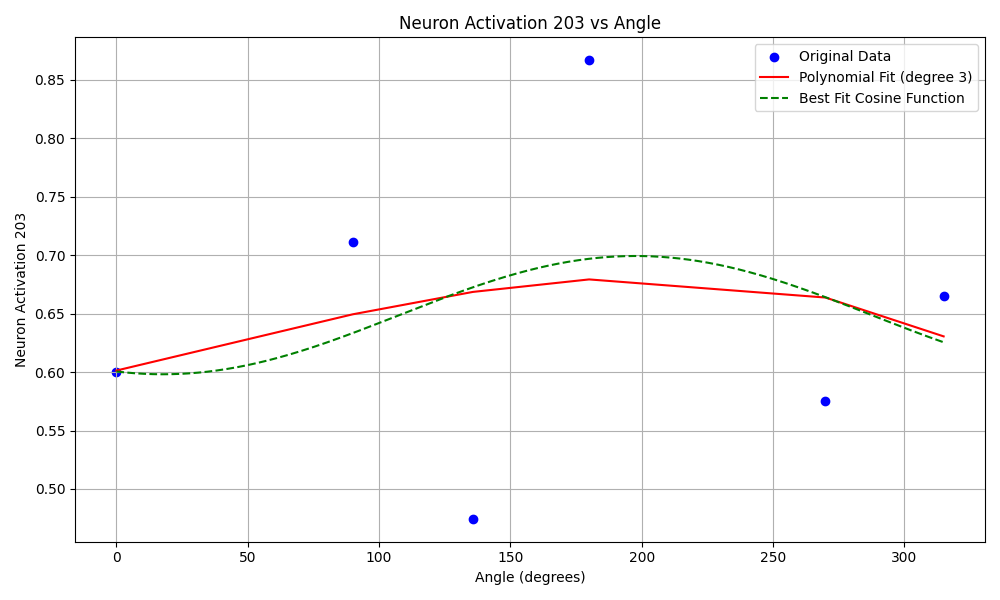 Neuron Activation 203 vs Angle
Original Data
Polynomial Fit (degree 3)
Best Fit Cosine Function
Neuron Activation 203
0.85
0.80
0.75
0.70
0.65
0.60
0.55
0.50
0 50 100 150 200 250 300
Angle (degrees)